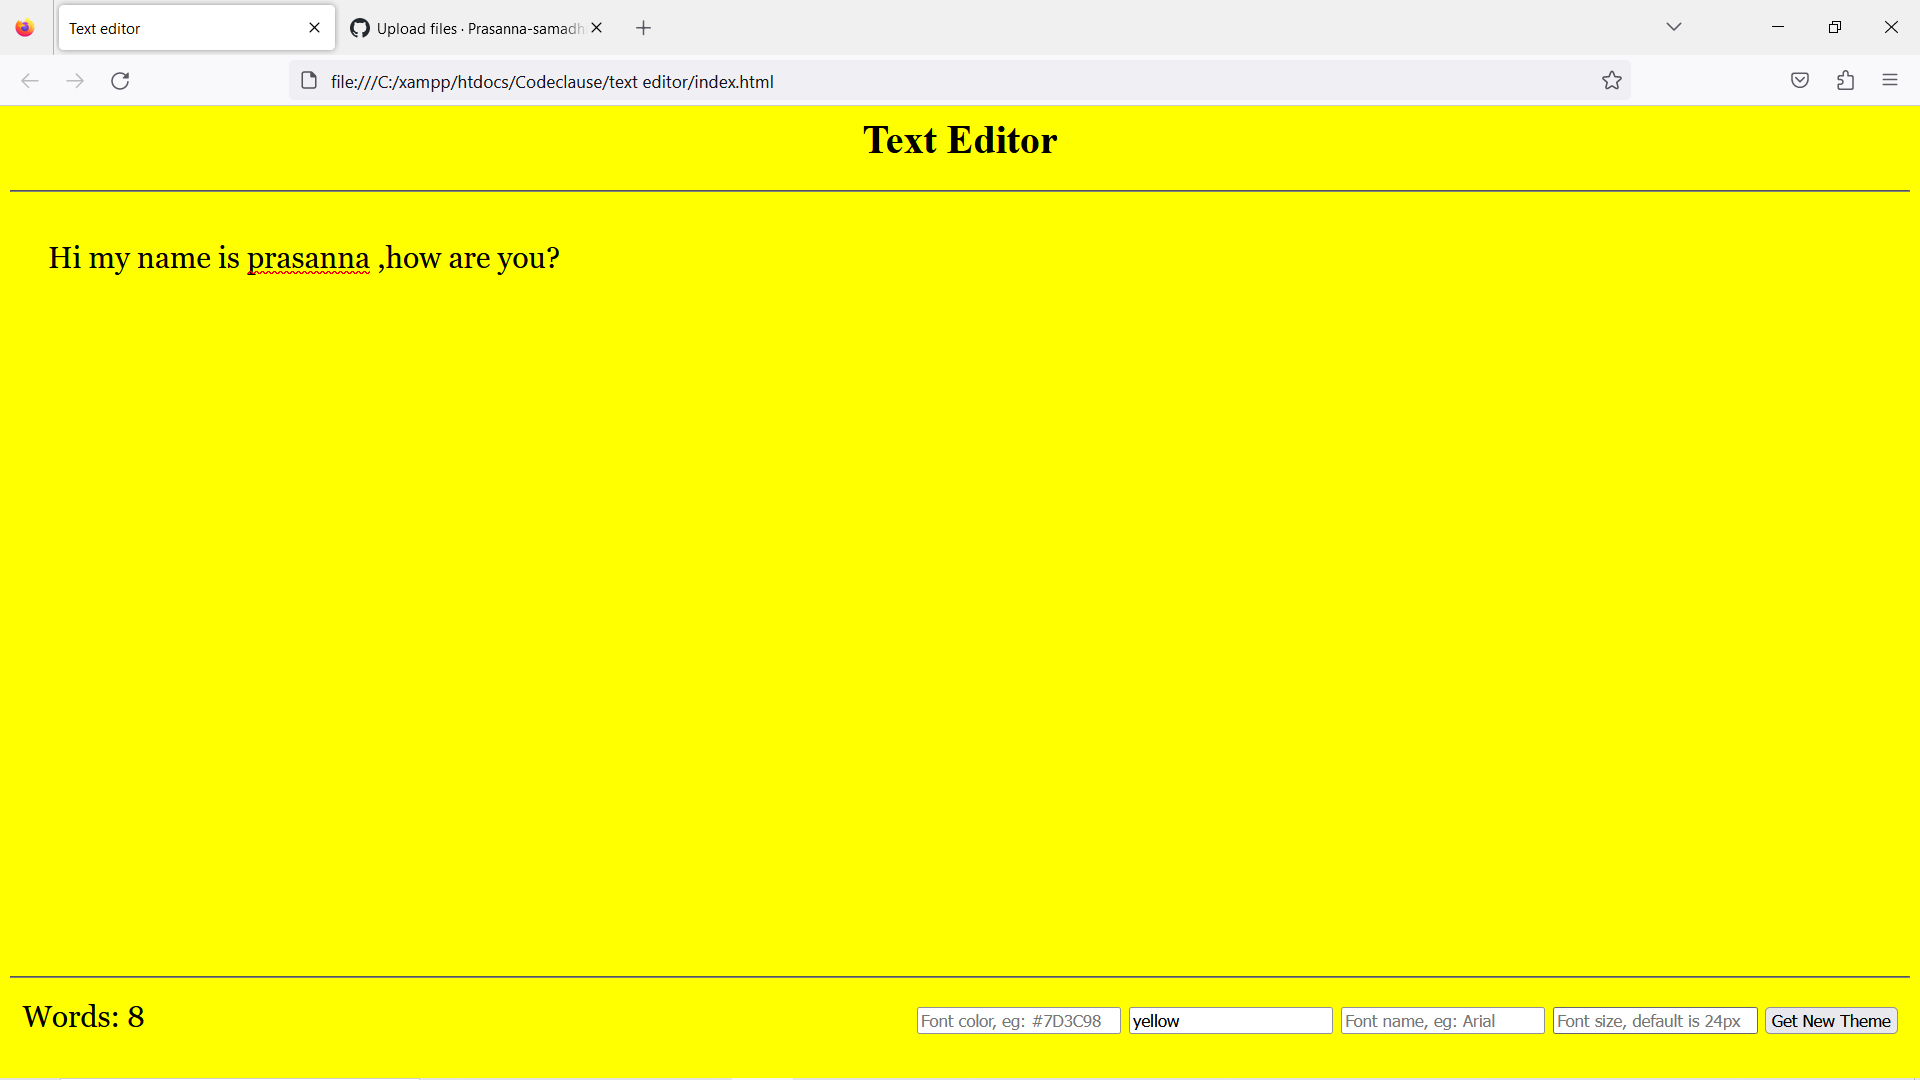 Text editor
Upload files · Prasanna-samadh
file:///C:/xampp/htdocs/Codeclause/text editor/index.html
Text Editor
Hi my name is prasanna ,how are you?
Words: 8
Font color, eg: #7D3C98
yellow
Font name, eg: Arial
Font size, default is 24px
Get New Theme